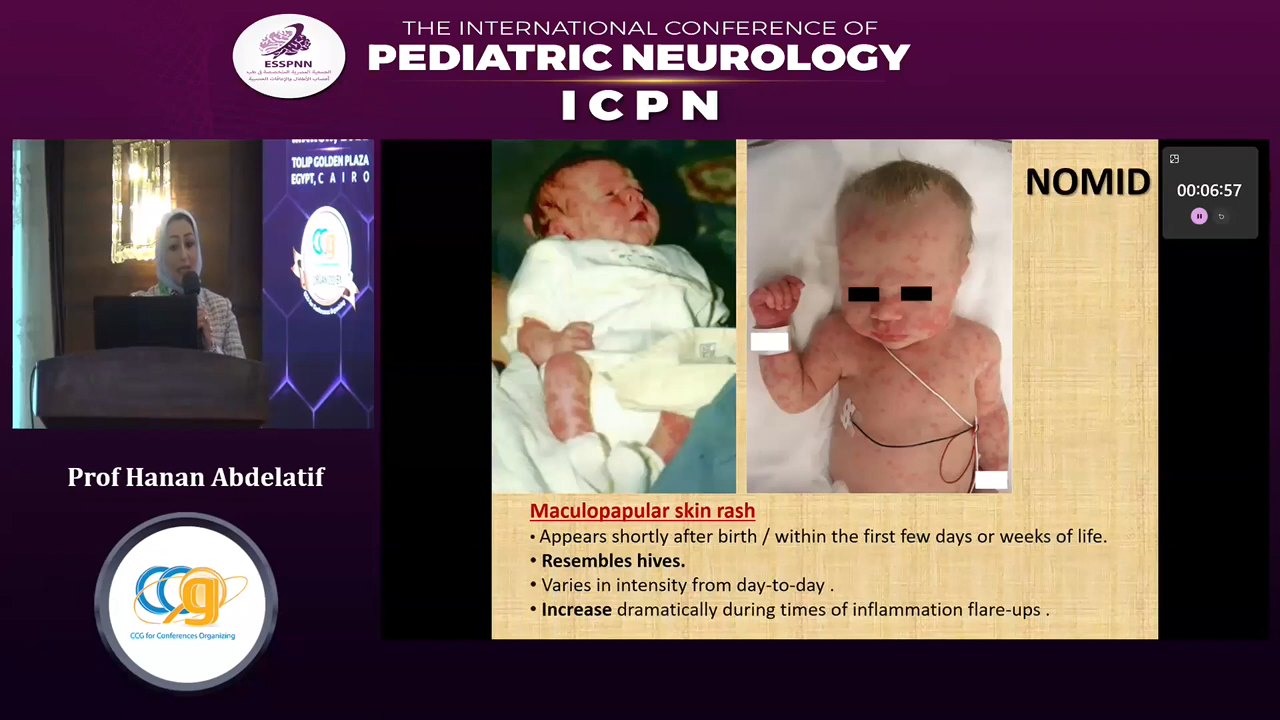 THE INTERNATIONAL CONFERENCE OF
PEDIATRIC NEUROLOGY
ICPN
ESSPNN
TOLIP GOLDEN PLAZA
EGYPT, CAIRO
NOMID
00:06:57
Maculopapular skin rash
• Appears shortly after birth / within the first few days or weeks of life.
• Resembles hives.
• Varies in intensity from day-to-day .
• Increase dramatically during times of inflammation flare-ups .
Prof Hanan Abdelatif
CCg
CCG for Conferences Organizing